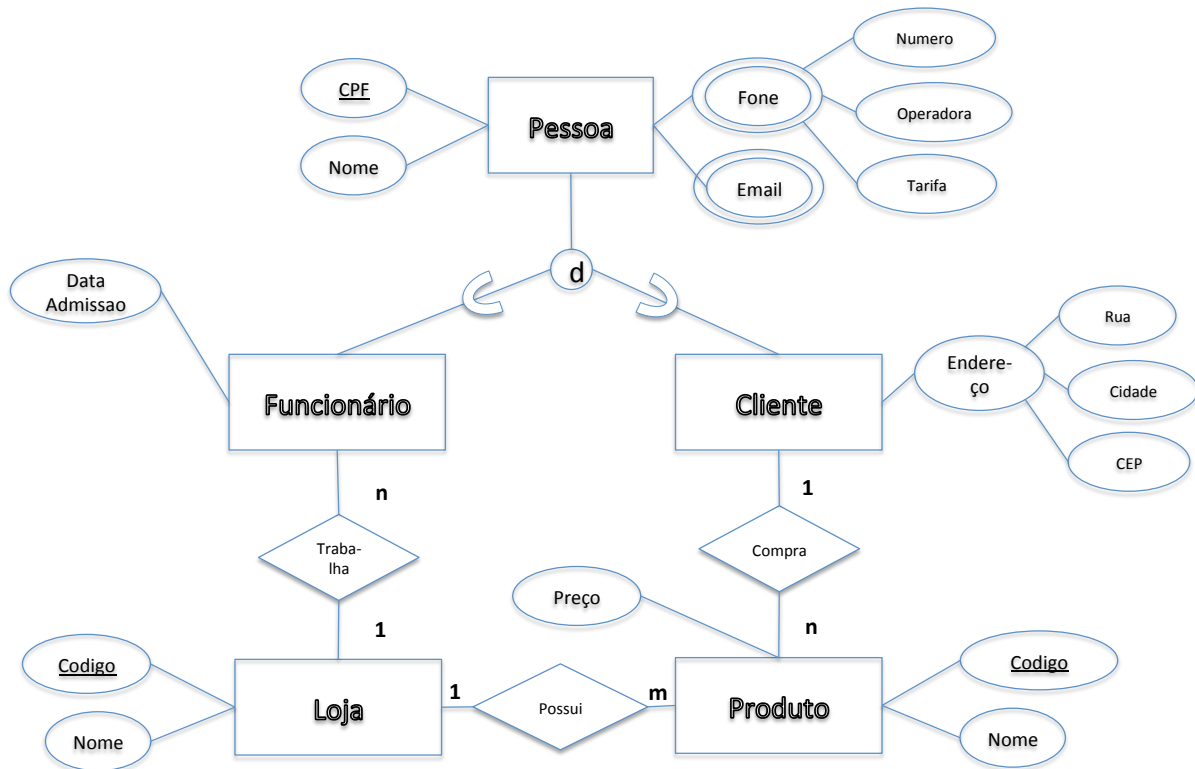 Numero
CPF
Fone
Pessoa
Operadora
Nome
Email
Tarifa
d
Data
Admissao
Rua
Endere-
ço
Funcionário
Cliente
Cidade
CEP
n
1
Traba-
lha
Compra
Preço
1
n
Codigo
Codigo
1
m
Loja
Possui
Produto
Nome
Nome